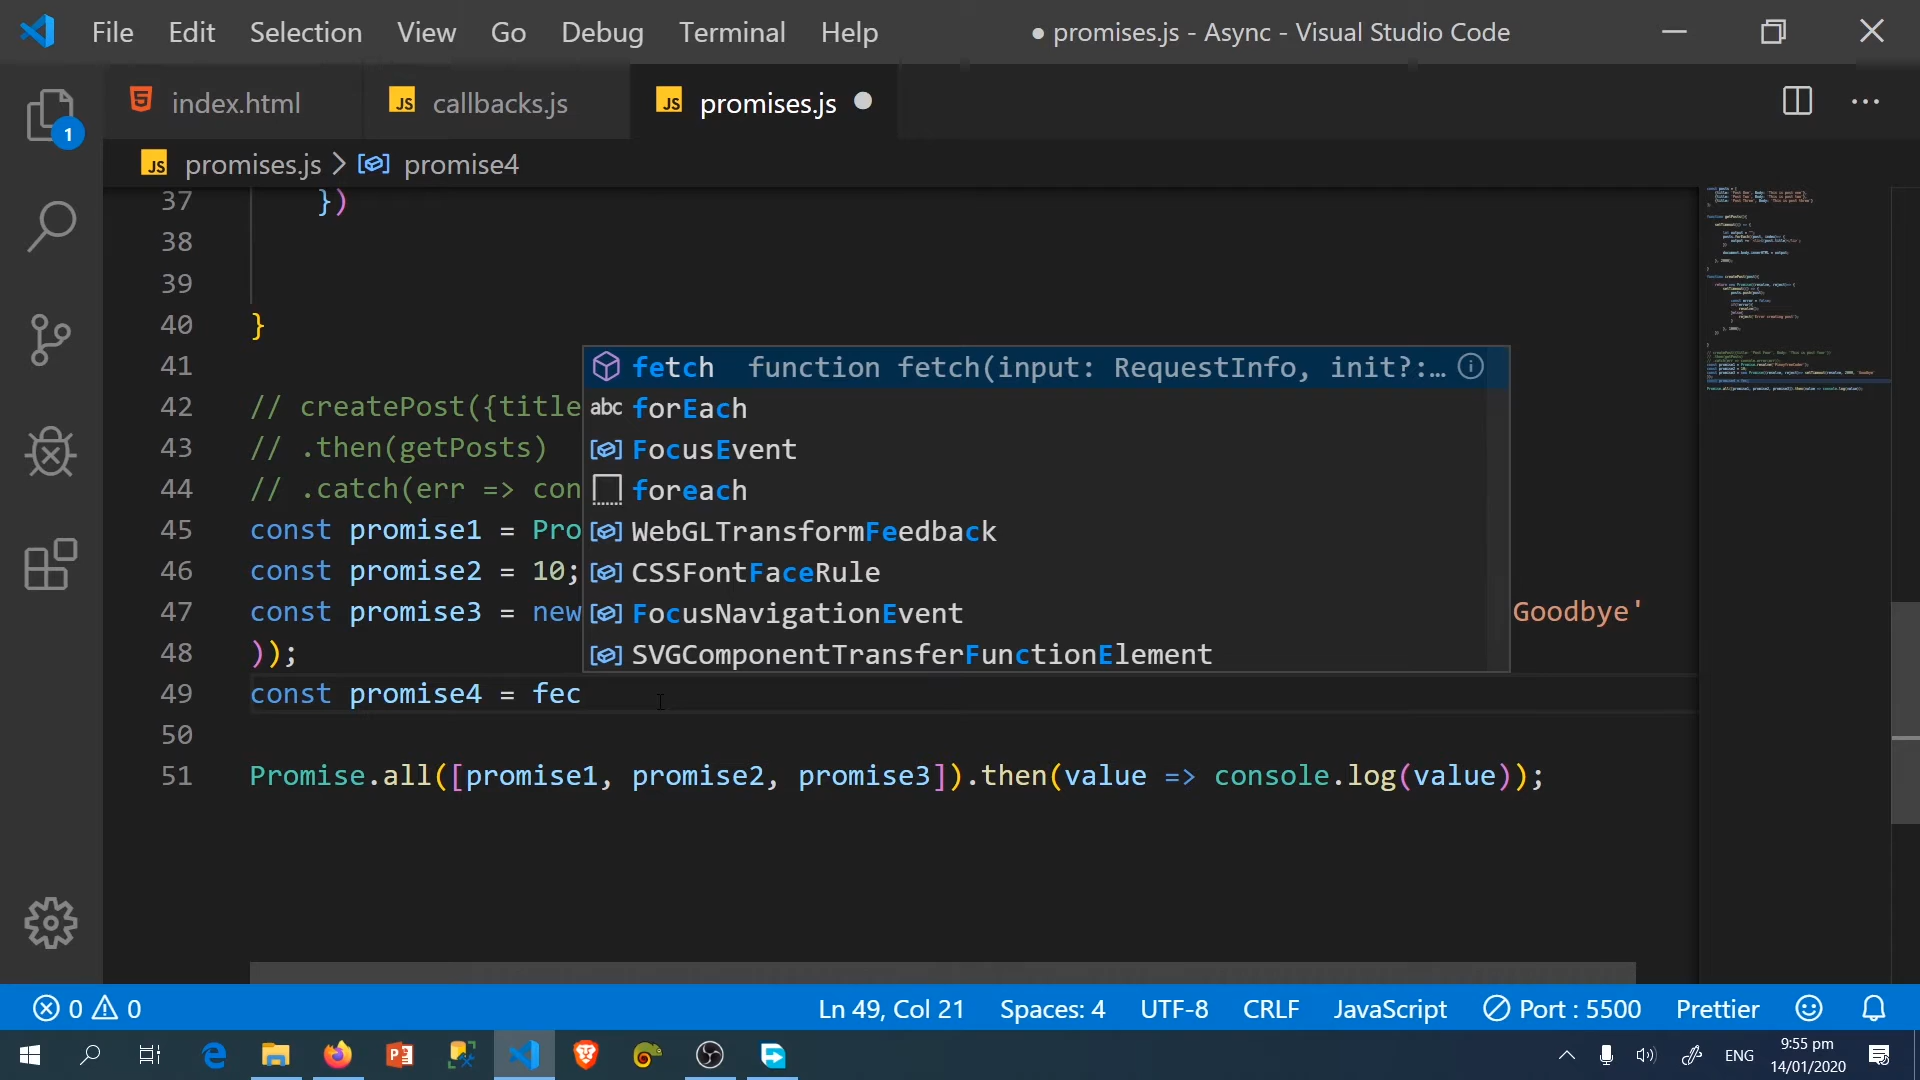 File Edit Selection View Go Debug Terminal Help ● promises.js - Async - Visual Studio Code
index.html JS callbacks.js JS promises.js
1
JS promises.js > promise4
37 })
38
39
40 }
41
fetch function fetch(input: RequestInfo, init?:…
42 // createPost({title
abc forEach
43 // .then(getPosts)
FocusEvent
44 // .catch(err => con
foreach
45 const promise1 = Pro
WebGLTransformFeedback
46 const promise2 = 10;
CSSFontFaceRule
47 const promise3 = new
FocusNavigationEvent
Goodbye'
48 ));
SVGComponentTransferFunctionElement
49 const promise4 = fec
50
51 Promise.all([promise1, promise2, promise3]).then(value => console.log(value));
0 0 Ln 49, Col 21 Spaces: 4 UTF-8 CRLF JavaScript Port : 5500 Prettier
ENG
9:55 pm
14/01/2020